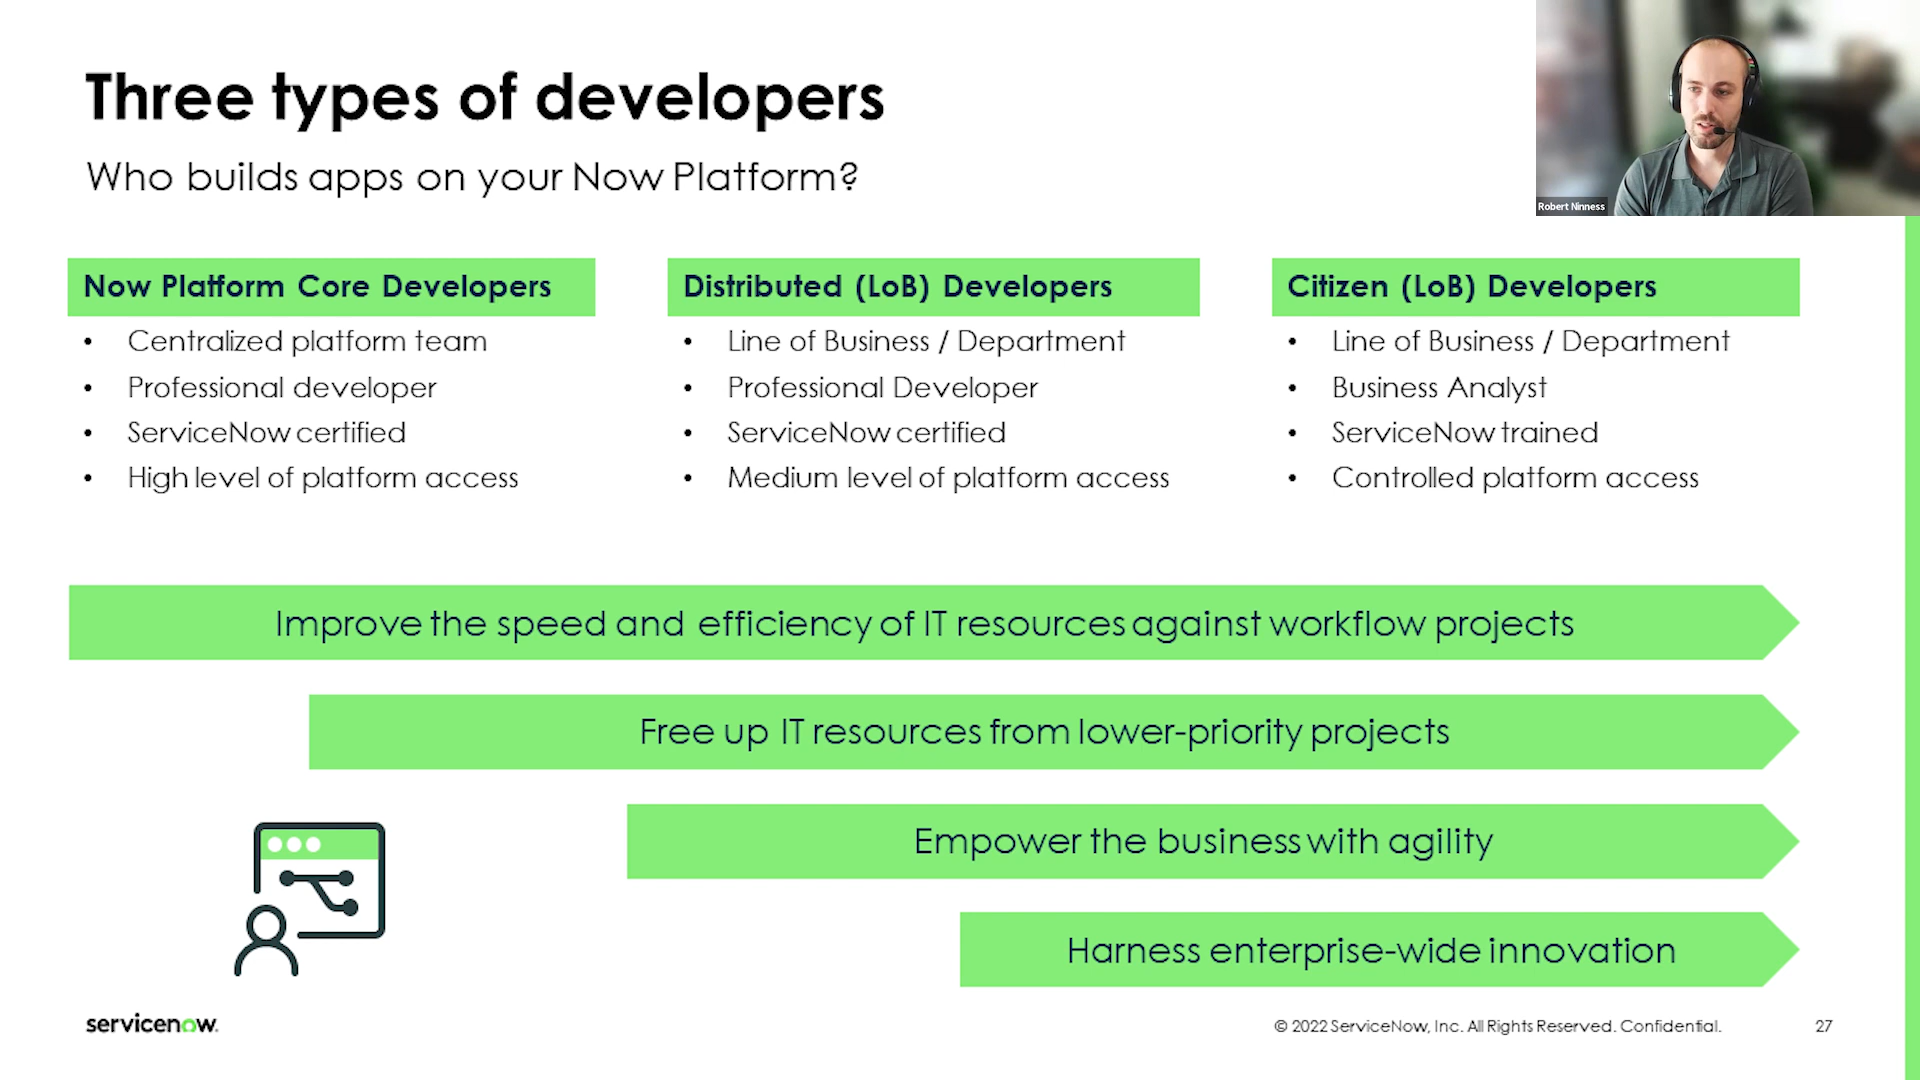 Three types of developers
Who builds apps on your Now Platform?
Robert Ninness
Now Platform Core Developers
• Centralized platform team
• Professional developer
• ServiceNow certified
• High level of platform access
Distributed (LoB) Developers
• Line of Business / Department
• Professional Developer
• ServiceNow certified
• Medium level of platform access
Citizen (LoB) Developers
• Line of Business / Department
• Business Analyst
• ServiceNow trained
• Controlled platform access
Improve the speed and efficiency of IT resources against workflow projects
Free up IT resources from lower-priority projects
Empower the business with agility
Harness enterprise-wide innovation
servicenow.
© 2022 ServiceNow, Inc. All Rights Reserved. Confidential.
27